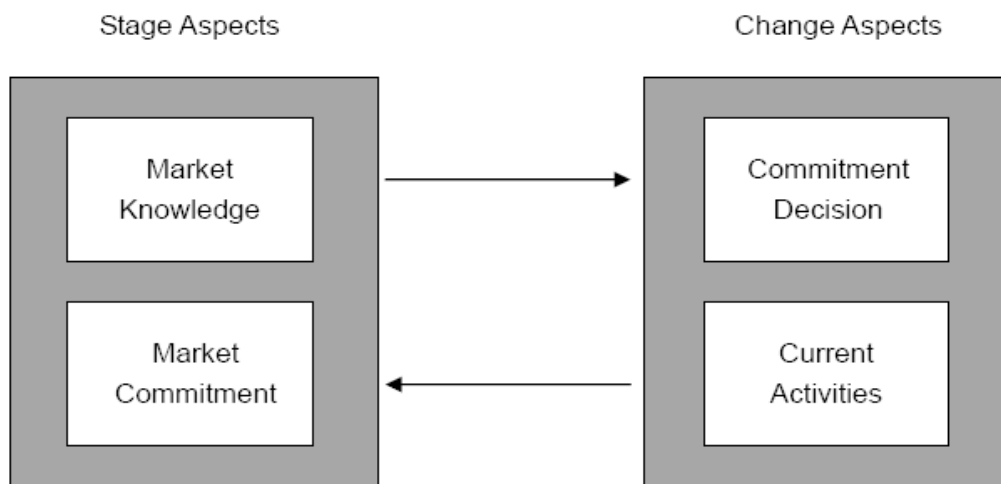 Stage Aspects
Change Aspects
Market
Knowledge
Commitment
Decision
Market
Commitment
Current
Activities